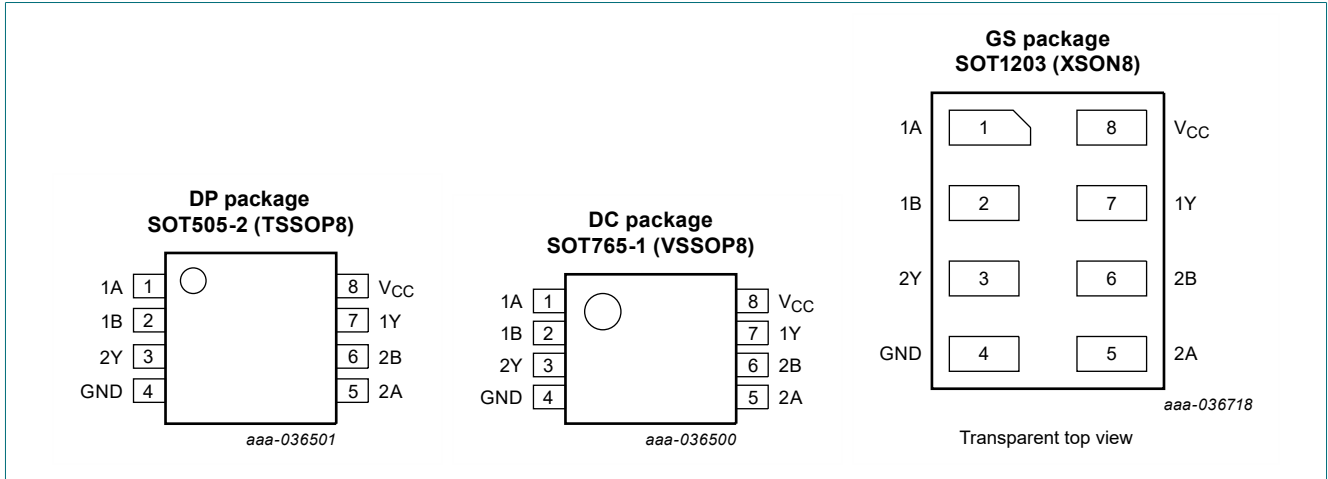 DP package
SOT505-2 (TSSOP8)
1A 1 8 VCC
1B 2 7 1Y
2Y 3 6 2B
GND 4 5 2A
aaa-036501
DC package
SOT765-1 (VSSOP8)
1A 1 8 VCC
1B 2 7 1Y
2Y 3 6 2B
GND 4 5 2A
aaa-036500
GS package
SOT1203 (XSON8)
1A 1 8 VCC
1B 2 7 1Y
2Y 3 6 2B
GND 4 5 2A
aaa-036718
Transparent top view